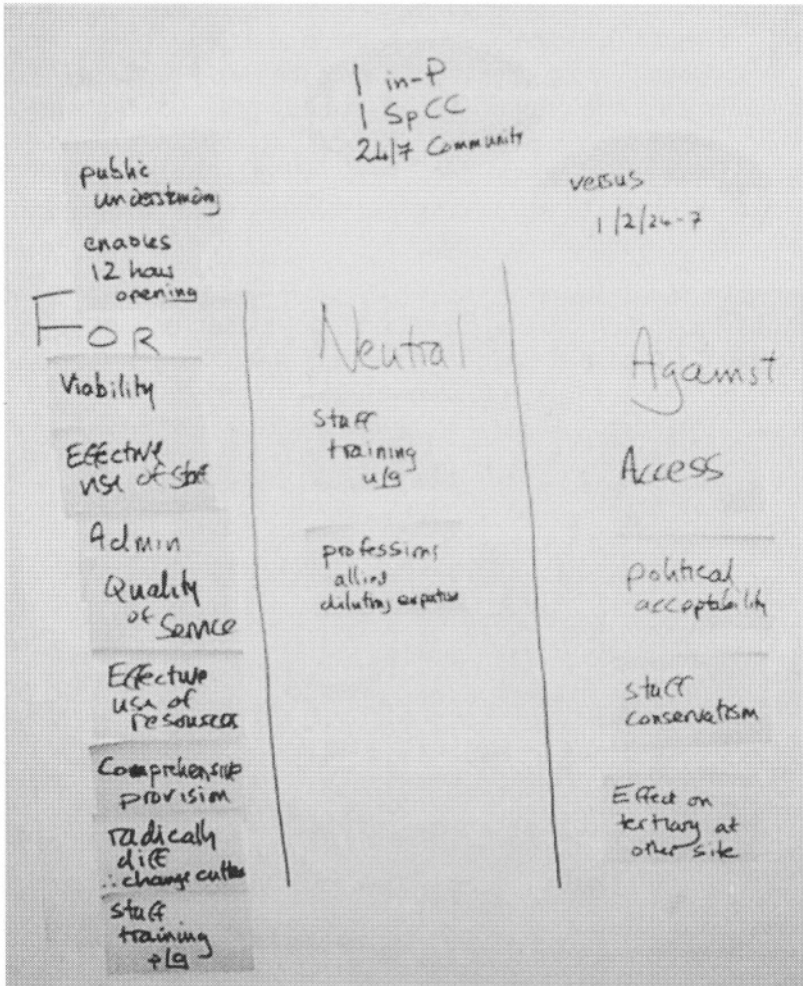 1 in-P
1 SpCC
24/7 Community
versus
1/2/24-7
public
understanding
enables
12 hour
opening
FOR
Viability
Effective
use of staff
Admin
Quality
of Service
Effective
use of
resources
Comprehensive
provision
radically
diff
∴ change culture
staff
training
p/g
Neutral
Staff
training
u/g
professions
allied
diluting expertise
Against
Access
political
acceptability
staff
conservatism
Effect on
tertiary at
other site